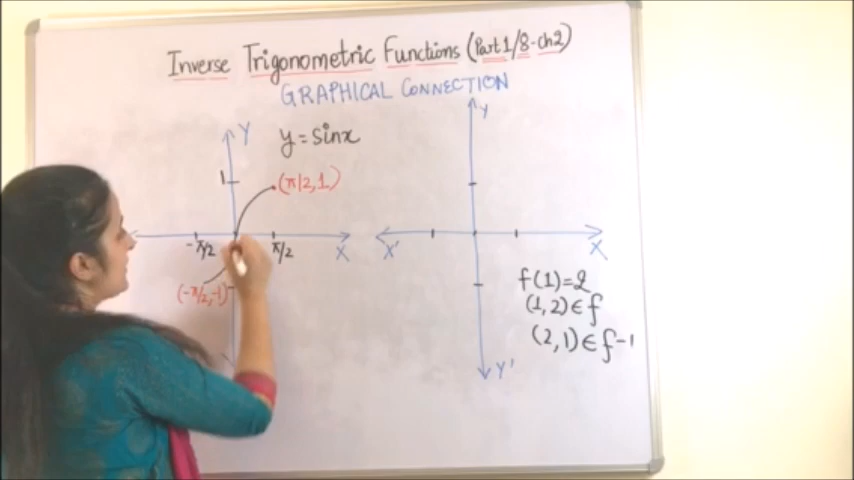 Inverse Trigonometric Functions (Part 1/8-ch2)
GRAPHICAL CONNECTION
Y
y = sinx
1
(π/2, 1)
-π/2
π/2
X
(-π/2, -1)
Y
X'
X
Y'
f(1)=2
(1, 2) ∈ f
(2, 1) ∈ f-1